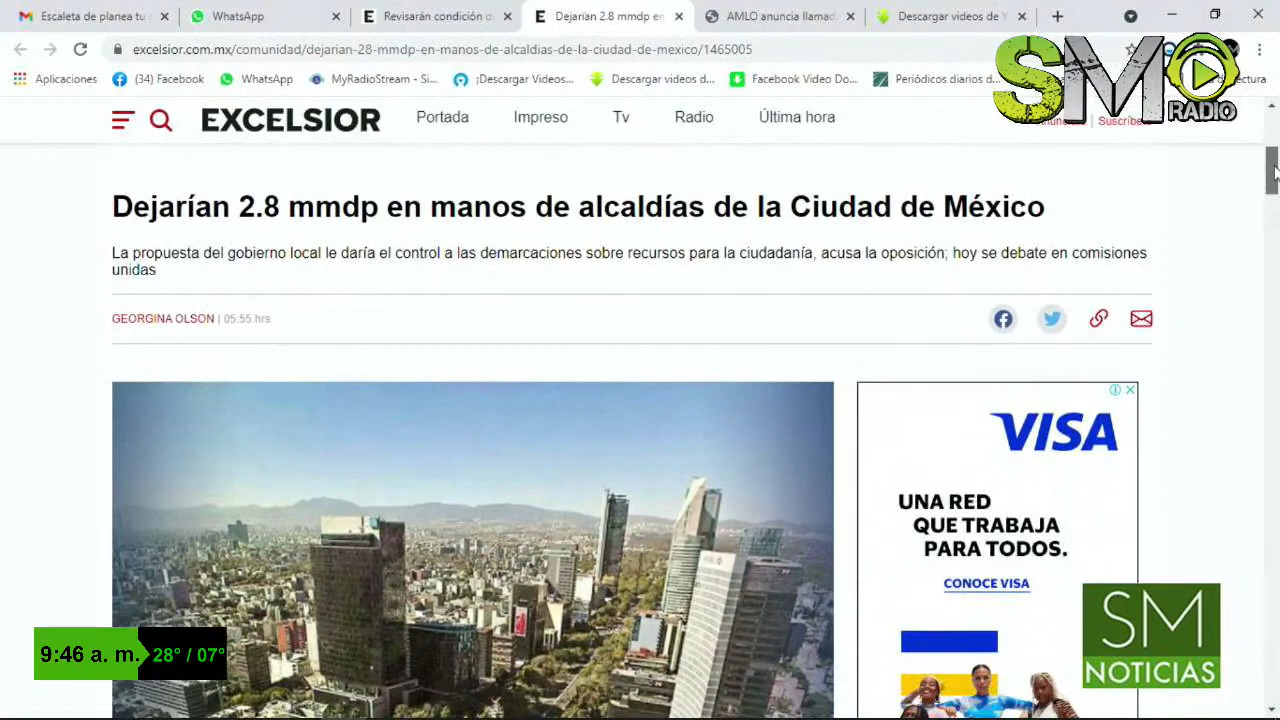 Escaleta de planea tu
WhatsApp
Revisarán condición d
Dejarían 2.8 mmdp en
AMLO anuncia llamad
Descargar videos de Y
excelsior.com.mx/comunidad/dejarian-28-mmdp-en-manos-de-alcaldias-de-la-ciudad-de-mexico/1465005
Aplicaciones
(34) Facebook
WhatsApp
MyRadioStream - Si...
¡Descargar Videos...
Descargar videos d...
Facebook Video Do...
Periódicos diarios d...
SM
RADIO
EXCELSIOR
Portada
Impreso
Tv
Radio
Última hora
Suscríbete
Dejarían 2.8 mmdp en manos de alcaldías de la Ciudad de México
La propuesta del gobierno local le daría el control a las demarcaciones sobre recursos para la ciudadanía, acusa la oposición; hoy se debate en comisiones
unidas
GEORGINA OLSON | 05:55 hrs
VISA
UNA RED
QUE TRABAJA
PARA TODOS.
CONOCE VISA
9:46 a. m.
28° / 07°
SM
NOTICIAS